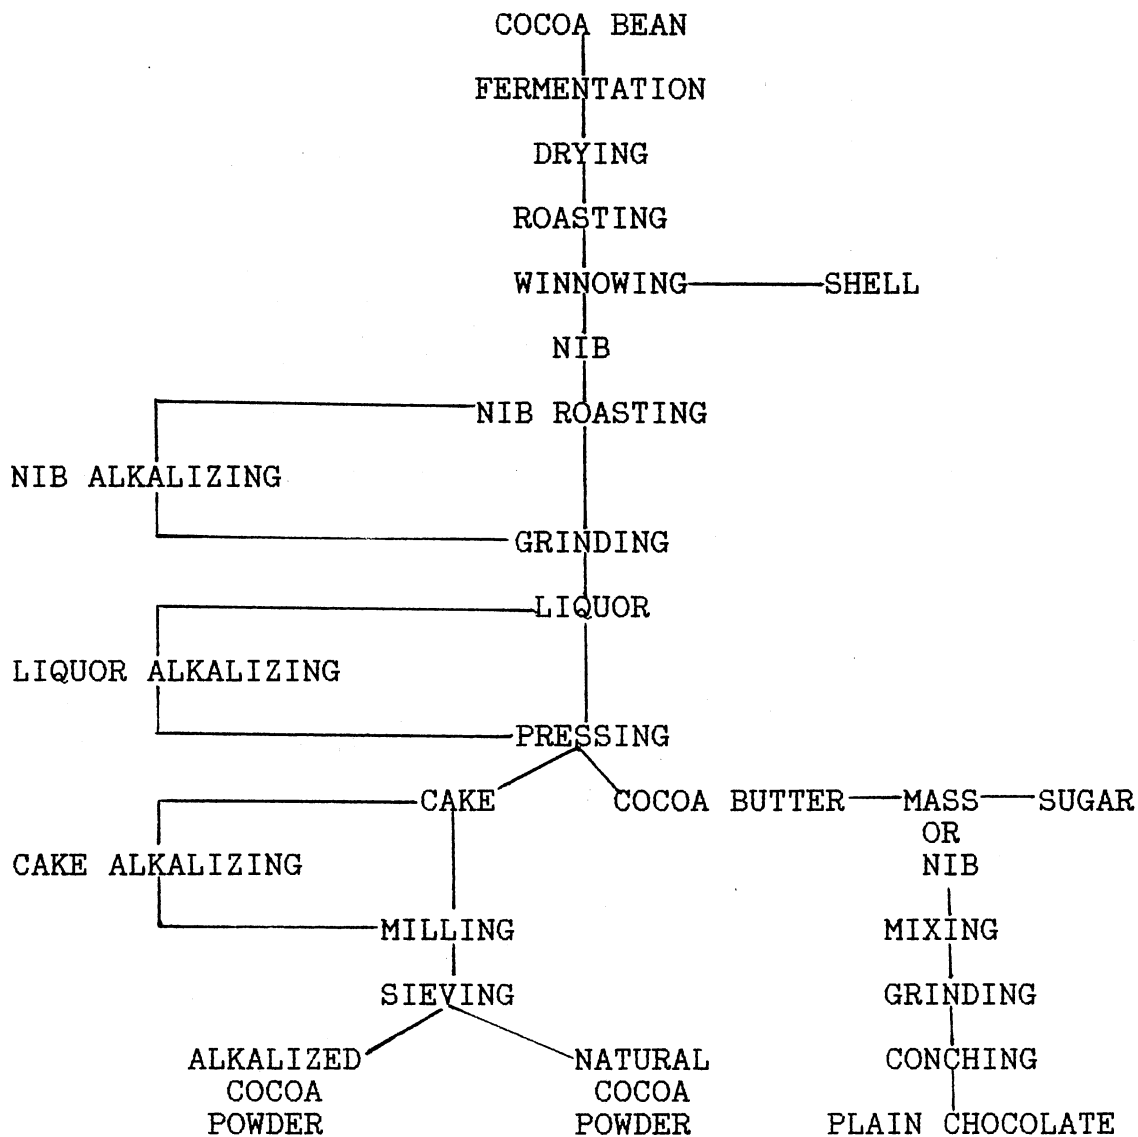 COCOA BEAN
FERMENTATION
DRYING
ROASTING
WINNOWING SHELL
NIB
NIB ROASTING
NIB ALKALIZING
GRINDING
LIQUOR
LIQUOR ALKALIZING
PRESSING
CAKE COCOA BUTTER MASS SUGAR
OR
CAKE ALKALIZING NIB
MILLING MIXING
SIEVING GRINDING
ALKALIZED NATURAL CONCHING
COCOA COCOA
POWDER POWDER PLAIN CHOCOLATE